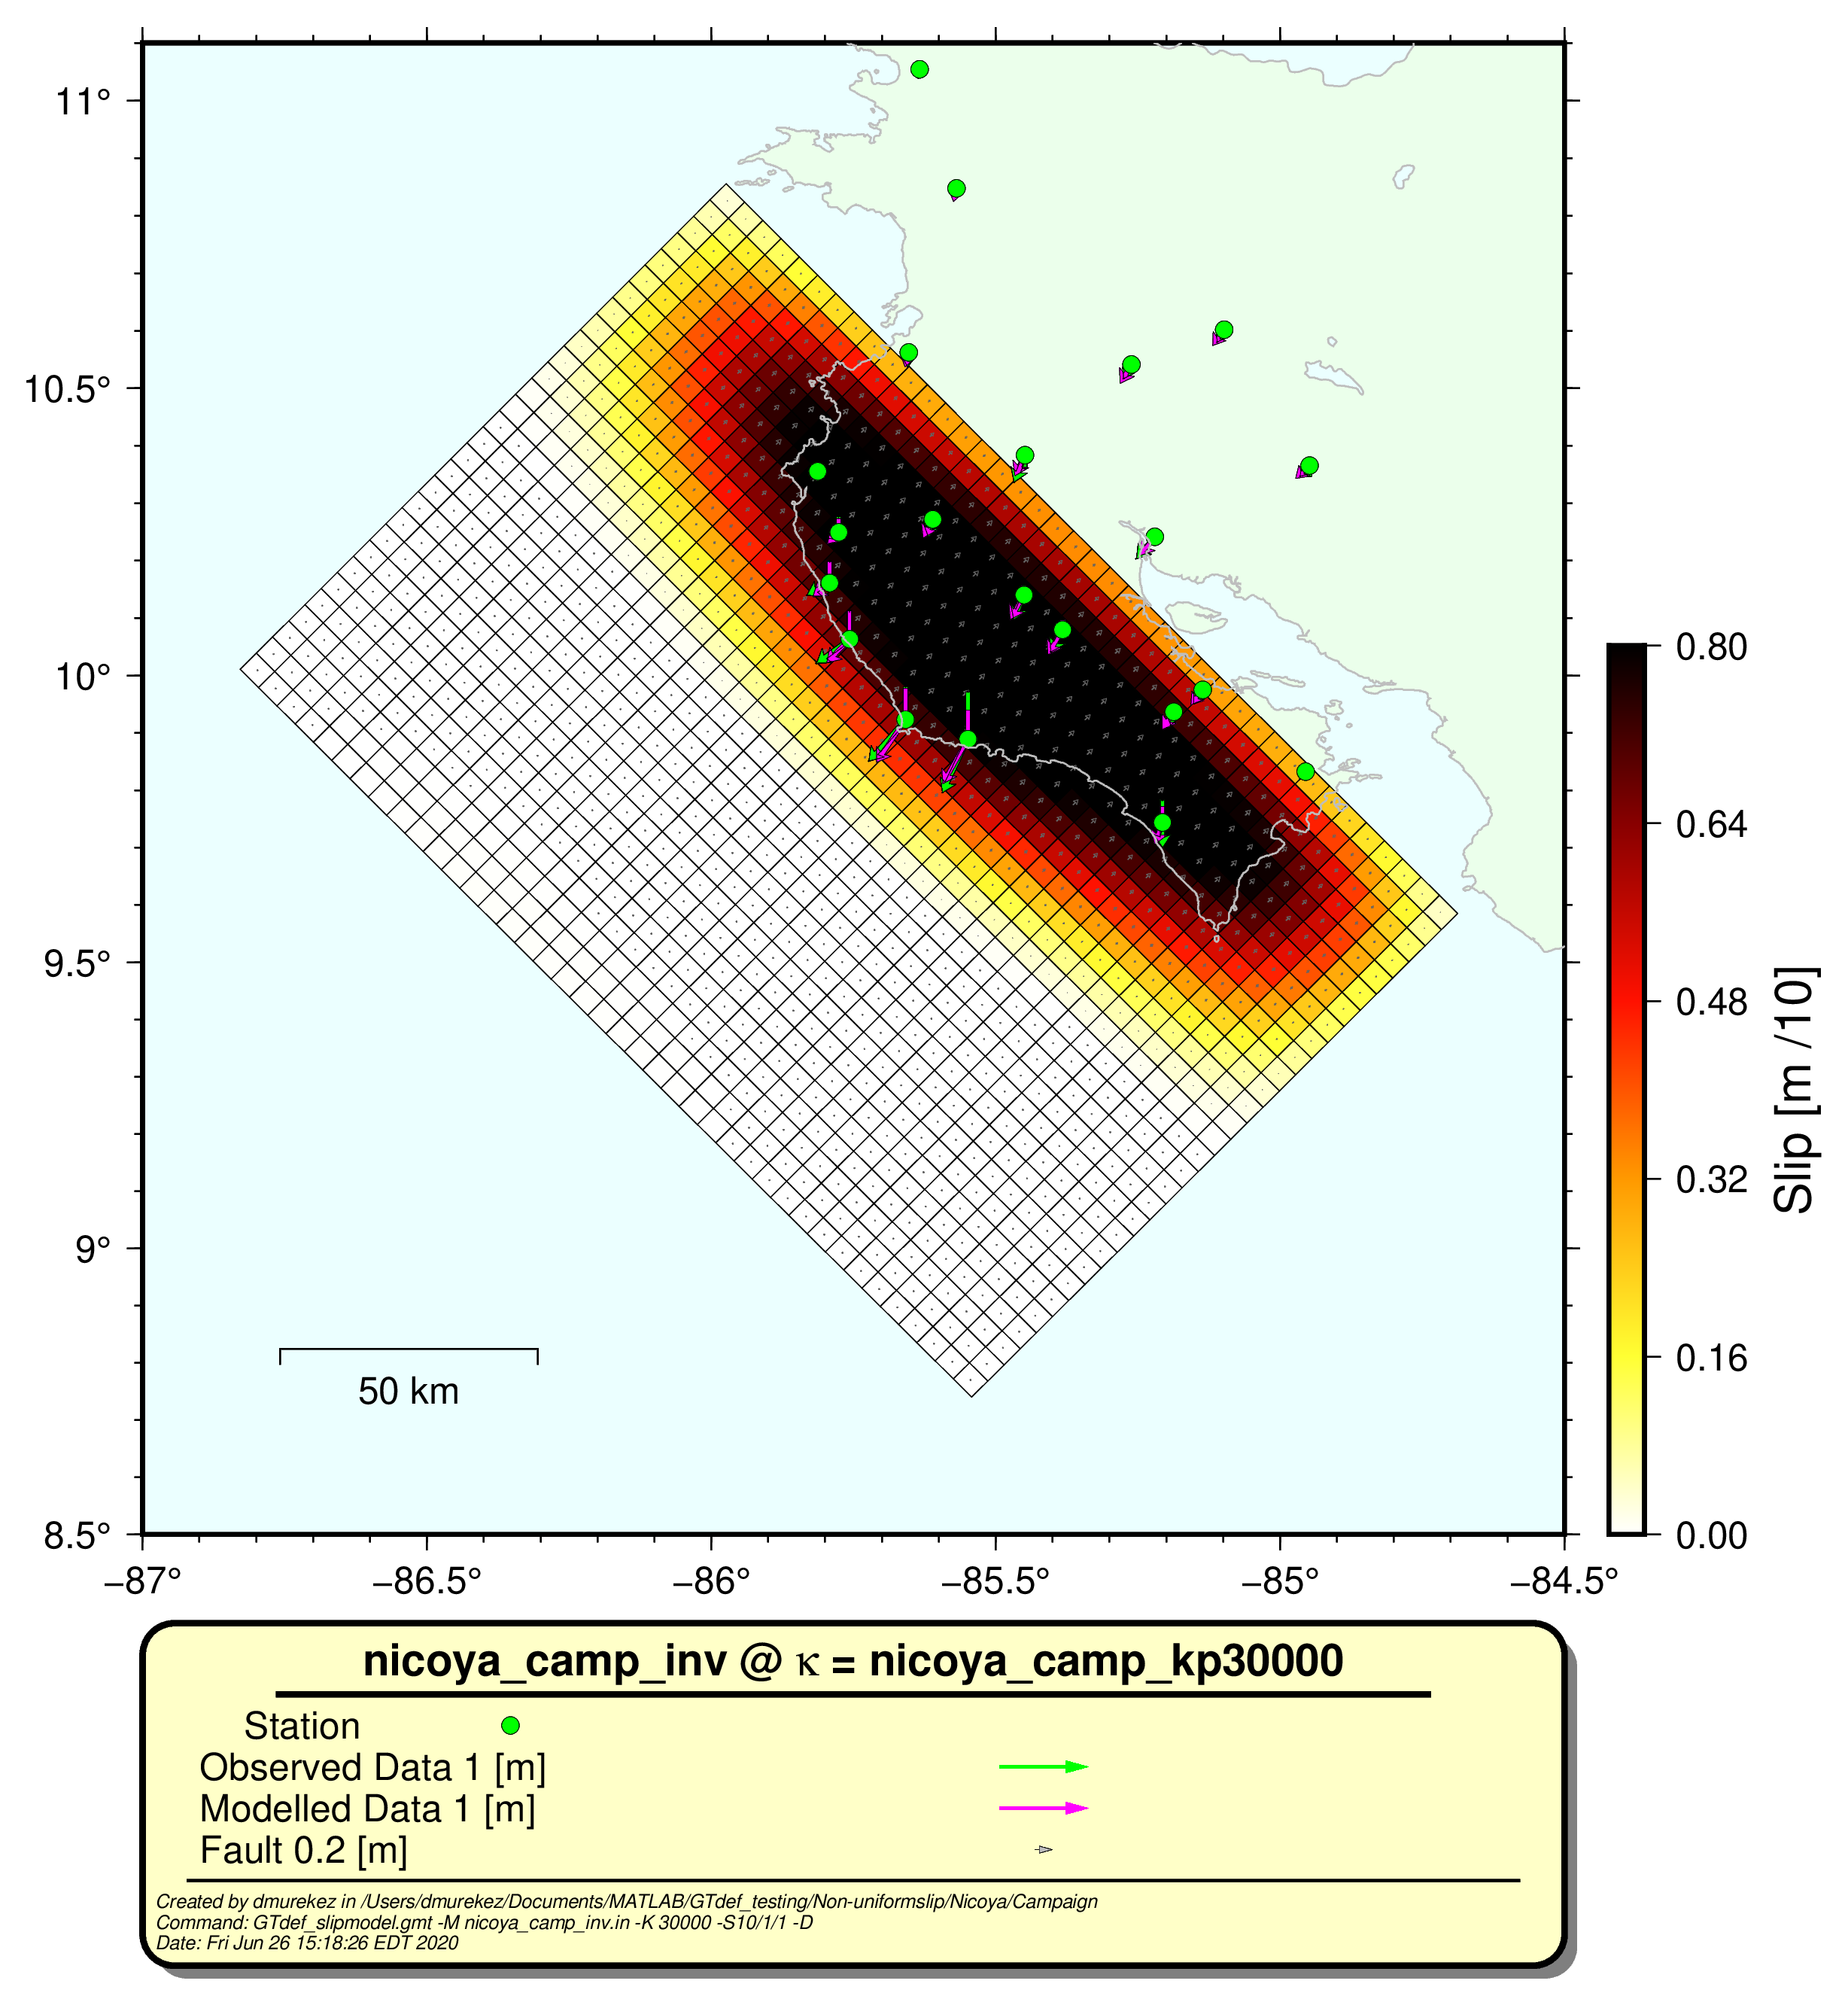 11°
10.5°
10°
9.5°
9°
8.5°
−87°
−86.5°
−86°
−85.5°
−85°
−84.5°
50 km
0.80
0.64
0.48
0.32
0.16
0.00
Slip [m /10]
nicoya_camp_inv @ κ = nicoya_camp_kp30000
Station
Observed Data 1 [m]
Modelled Data 1 [m]
Fault 0.2 [m]
Created by dmurekez in /Users/dmurekez/Documents/MATLAB/GTdef_testing/Non-uniformslip/Nicoya/Campaign
Command: GTdef_slipmodel.gmt -M nicoya_camp_inv.in -K 30000 -S10/1/1 -D
Date: Fri Jun 26 15:18:26 EDT 2020